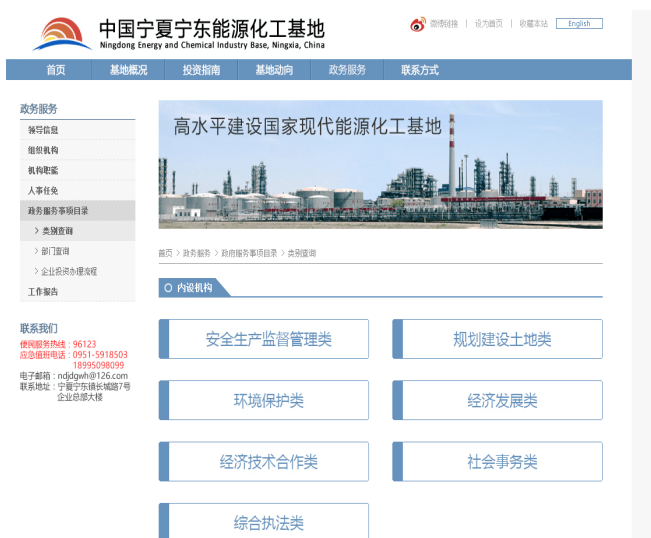 中国宁夏宁东能源化工基地
Ningdong Energy and Chemical Industry Base, Ningxia, China
微博链接 | 设为首页 | 收藏本站 English
首页 基地概况 投资指南 基地动向 政务服务 联系方式
政务服务
领导信息
组织机构
机构职能
人事任免
政务服务事项目录
> 类别查询
> 部门查询
> 企业投资办理流程
工作报告
联系我们
便民服务热线：96123
应急值班电话：0951-5918503
18995098099
电子邮箱：ndjdgwh@126.com
联系地址：宁夏宁东镇长城路7号
企业总部大楼
高水平建设国家现代能源化工基地
首页 > 政务服务 > 政府服务事项目录 > 类别查询
内设机构
安全生产监督管理类 规划建设土地类
环境保护类 经济发展类
经济技术合作类 社会事务类
综合执法类